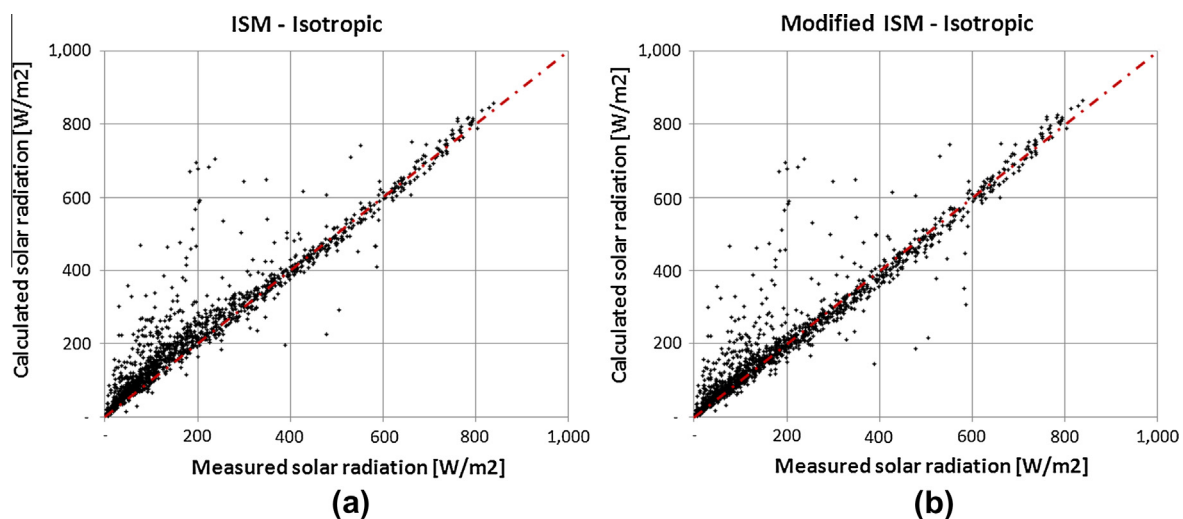 ISM - Isotropic
Calculated solar radiation [W/m2]
1,000
800
600
400
200
-
- 200 400 600 800 1,000
Measured solar radiation [W/m2]
(a)
Modified ISM - Isotropic
Calculated solar radiation [W/m2]
1,000
800
600
400
200
-
- 200 400 600 800 1,000
Measured solar radiation [W/m2]
(b)